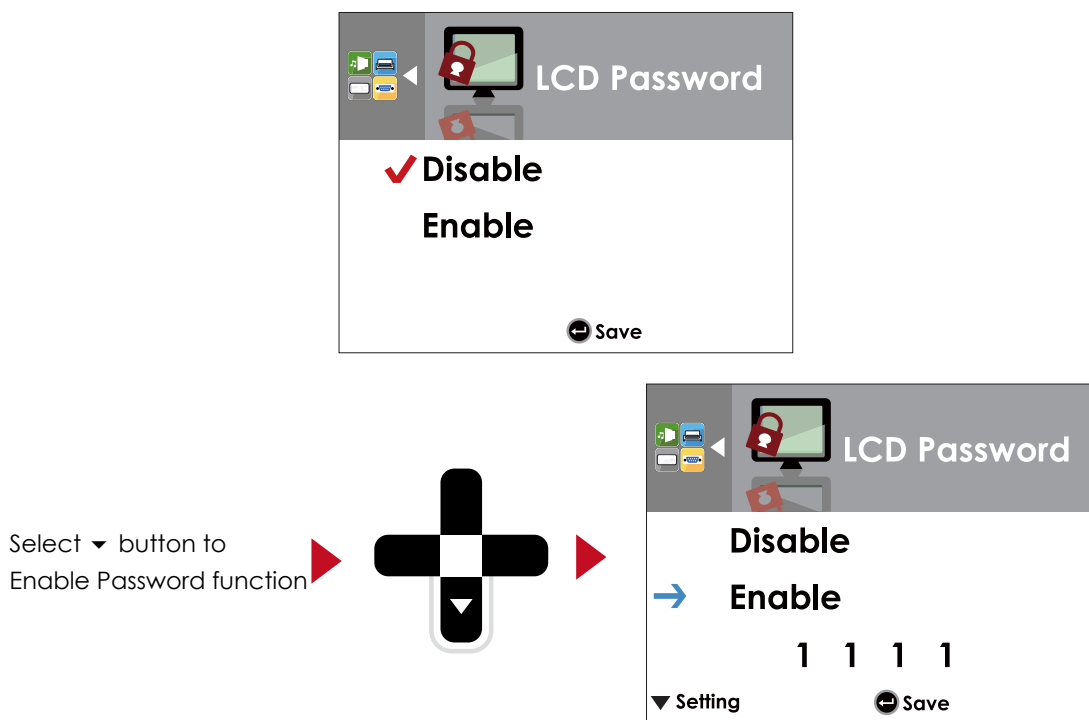 LCD Password
Disable
Enable
Save
Select ▼ button to
Enable Password function
LCD Password
Disable
Enable
1 1 1 1
▼ Setting Save